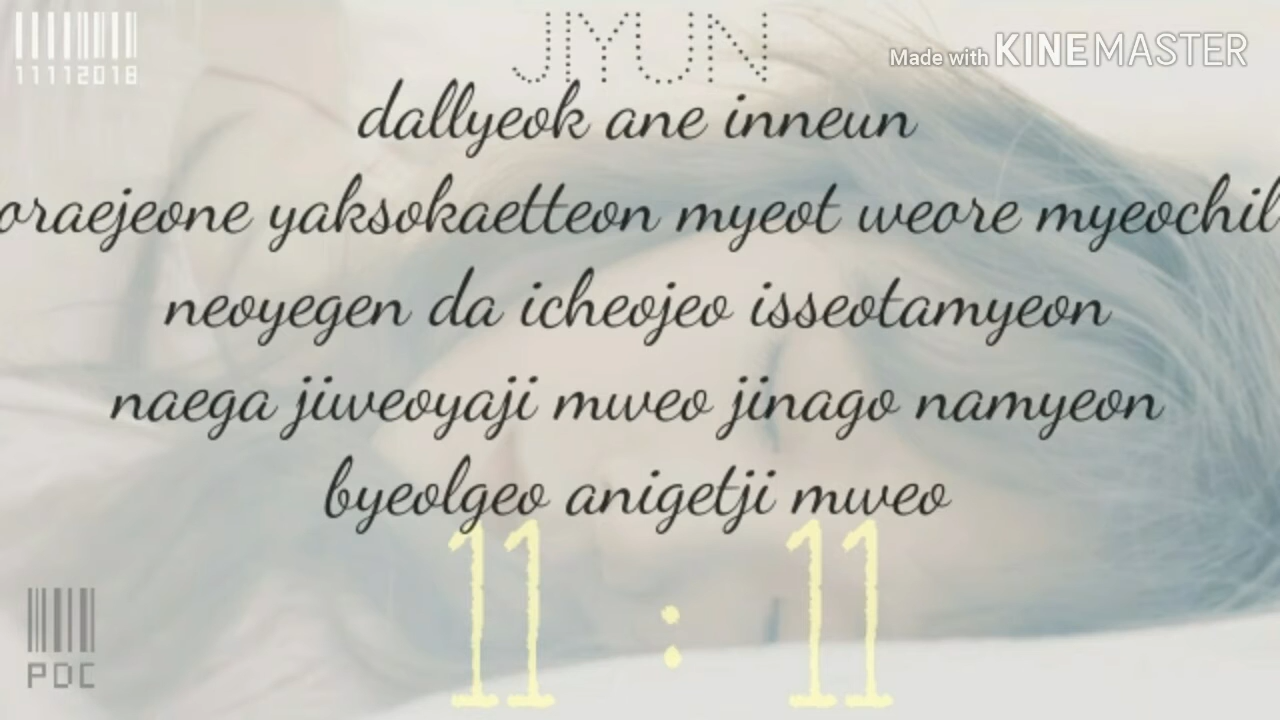 11112018
JIYUN
Made with KINEMASTER
dallyeok ane inneun
oraejeone yaksokaetteon myeot weore myeochil
neoyegen da icheojeo isseotamyeon
naega jiweoyaji mweo jinago namyeon
byeolgeo anigetji mweo
11 : 11
PDC